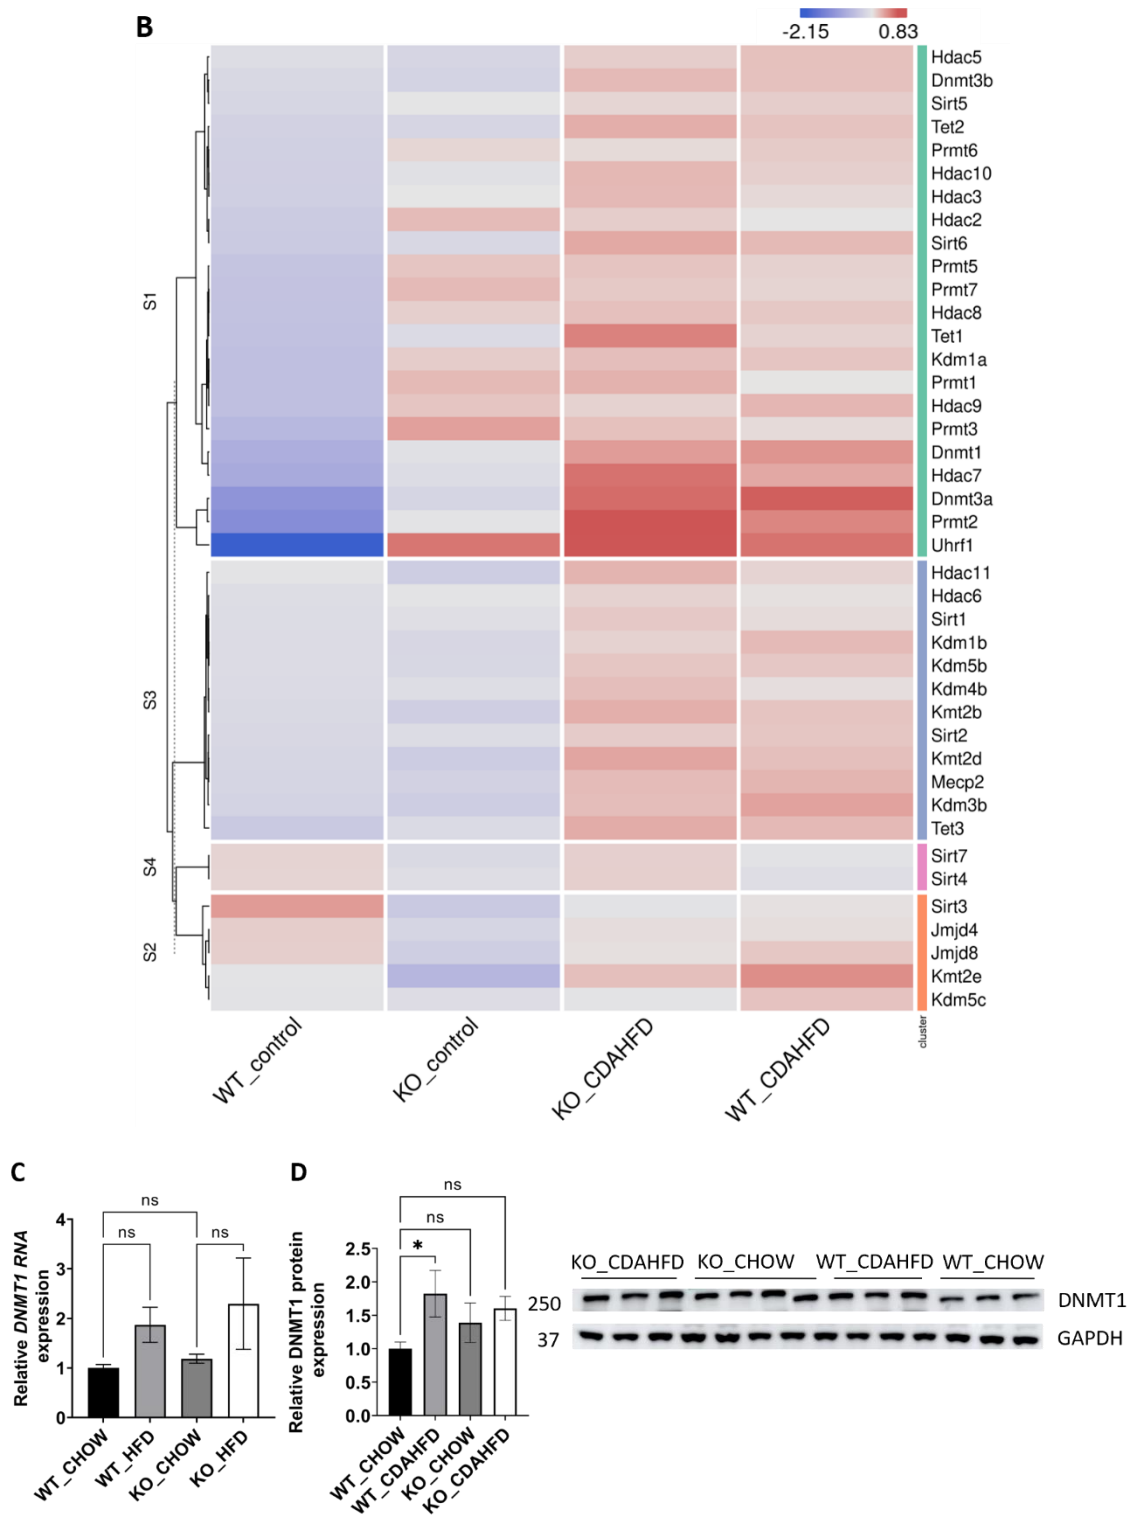 B
-2.15 0.83
Hdac5
Dnmt3b
Sirt5
Tet2
Prmt6
Hdac10
Hdac3
Hdac2
Sirt6
Prmt5
Prmt7
Hdac8
Tet1
Kdm1a
Prmt1
Hdac9
Prmt3
Dnmt1
Hdac7
Dnmt3a
Prmt2
Uhrf1
Hdac11
Hdac6
Sirt1
Kdm1b
Kdm5b
Kdm4b
Kmt2b
Sirt2
Kmt2d
Mecp2
Kdm3b
Tet3
Sirt7
Sirt4
Sirt3
Jmjd4
Jmjd8
Kmt2e
Kdm5c
S1
S3
S4
S2
cluster
WT_control
KO_control
KO_CDAHFD
WT_CDAHFD
C
Relative DNMT1 RNA
expression
4
3
2
1
0
ns
ns
ns
WT_CHOW
WT_HFD
KO_CHOW
KO_HFD
D
Relative DNMT1 protein
expression
2.5
2.0
1.5
1.0
0.5
0.0
ns
ns
*
WT_CHOW
WT_CDAHFD
KO_CHOW
KO_CDAHFD
KO_CDAHFD KO_CHOW WT_CDAHFD WT_CHOW
250 DNMT1
37 GAPDH